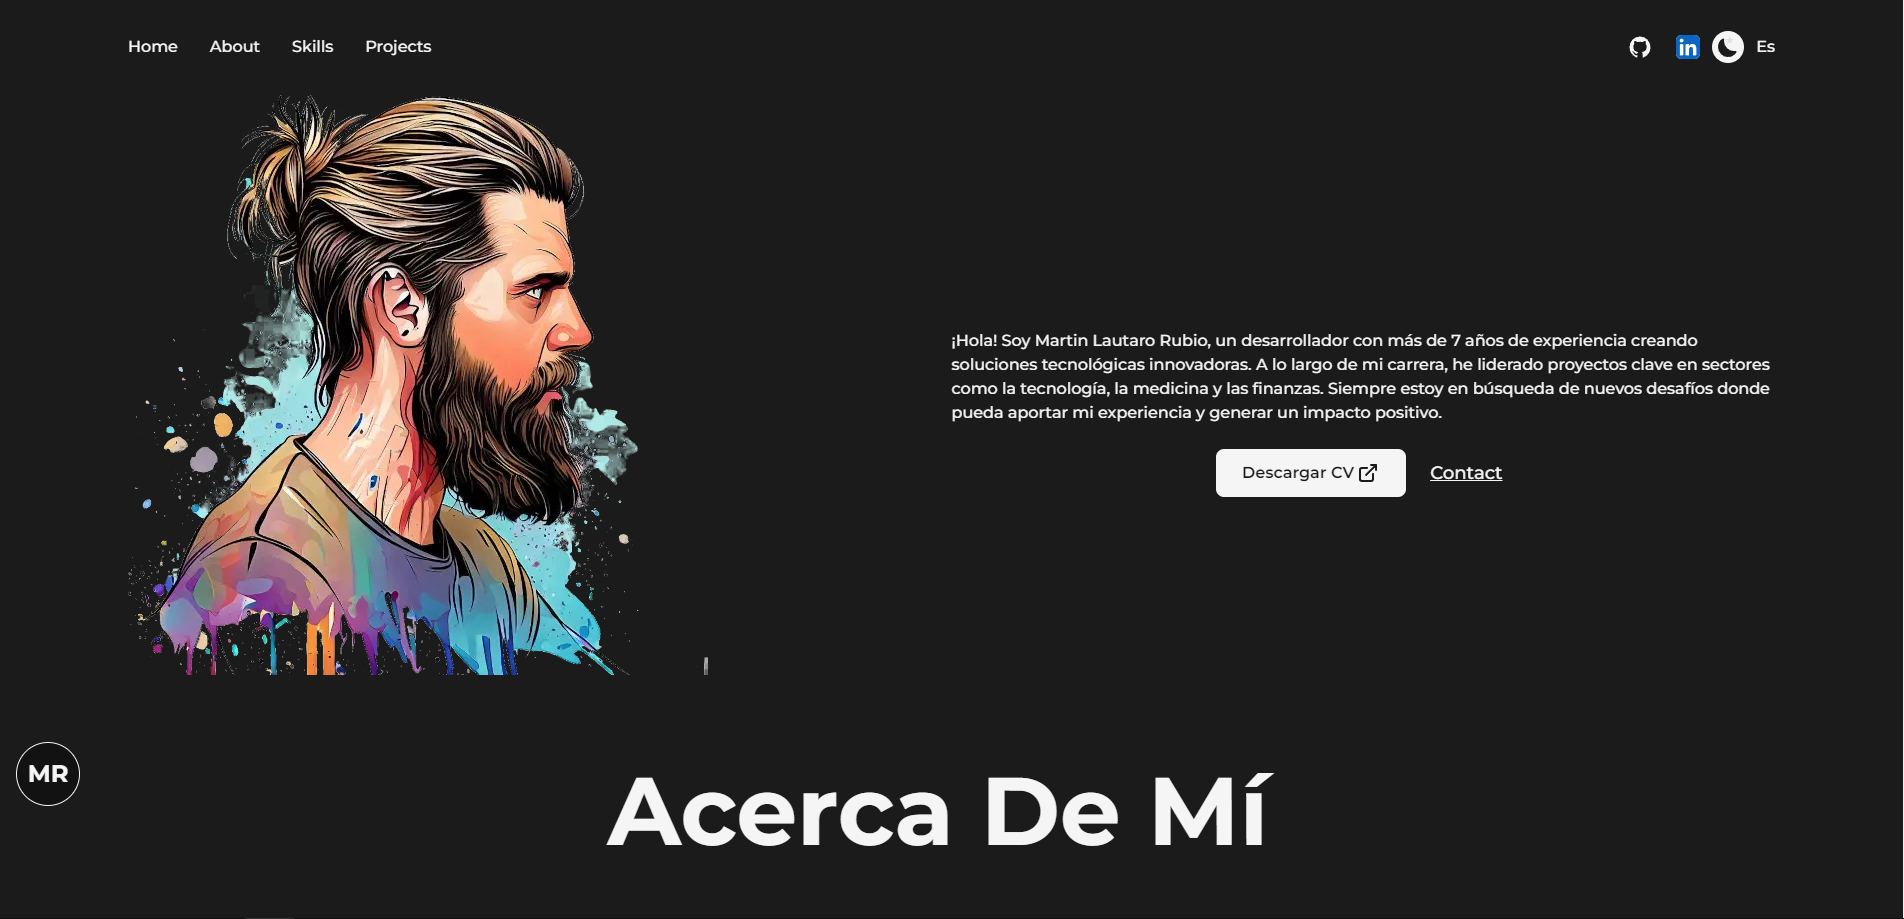 Home About Skills Projects
in Es
¡Hola! Soy Martin Lautaro Rubio, un desarrollador con más de 7 años de experiencia creando
soluciones tecnológicas innovadoras. A lo largo de mi carrera, he liderado proyectos clave en sectores
como la tecnología, la medicina y las finanzas. Siempre estoy en búsqueda de nuevos desafíos donde
pueda aportar mi experiencia y generar un impacto positivo.
Descargar CV Contact
MR
Acerca De Mí